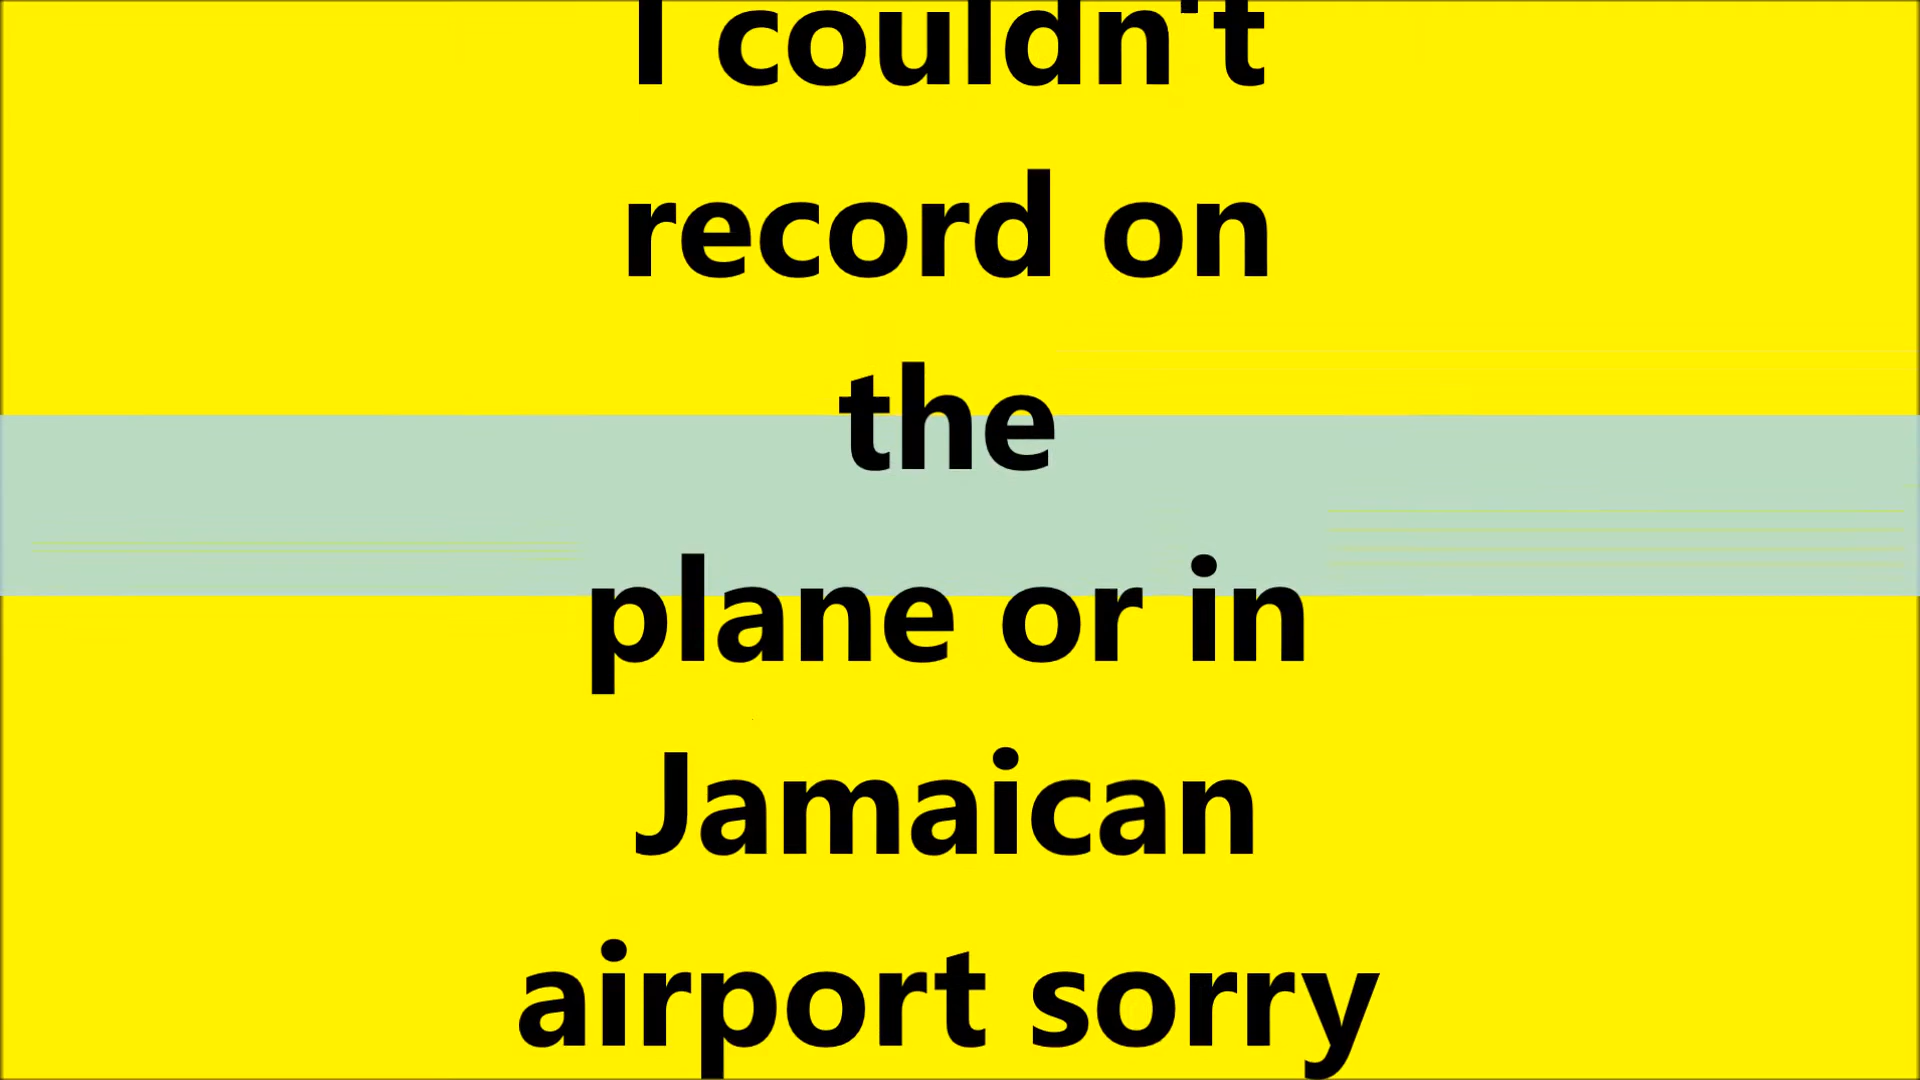 I couldn't
record on
the
plane or in
Jamaican
airport sorry